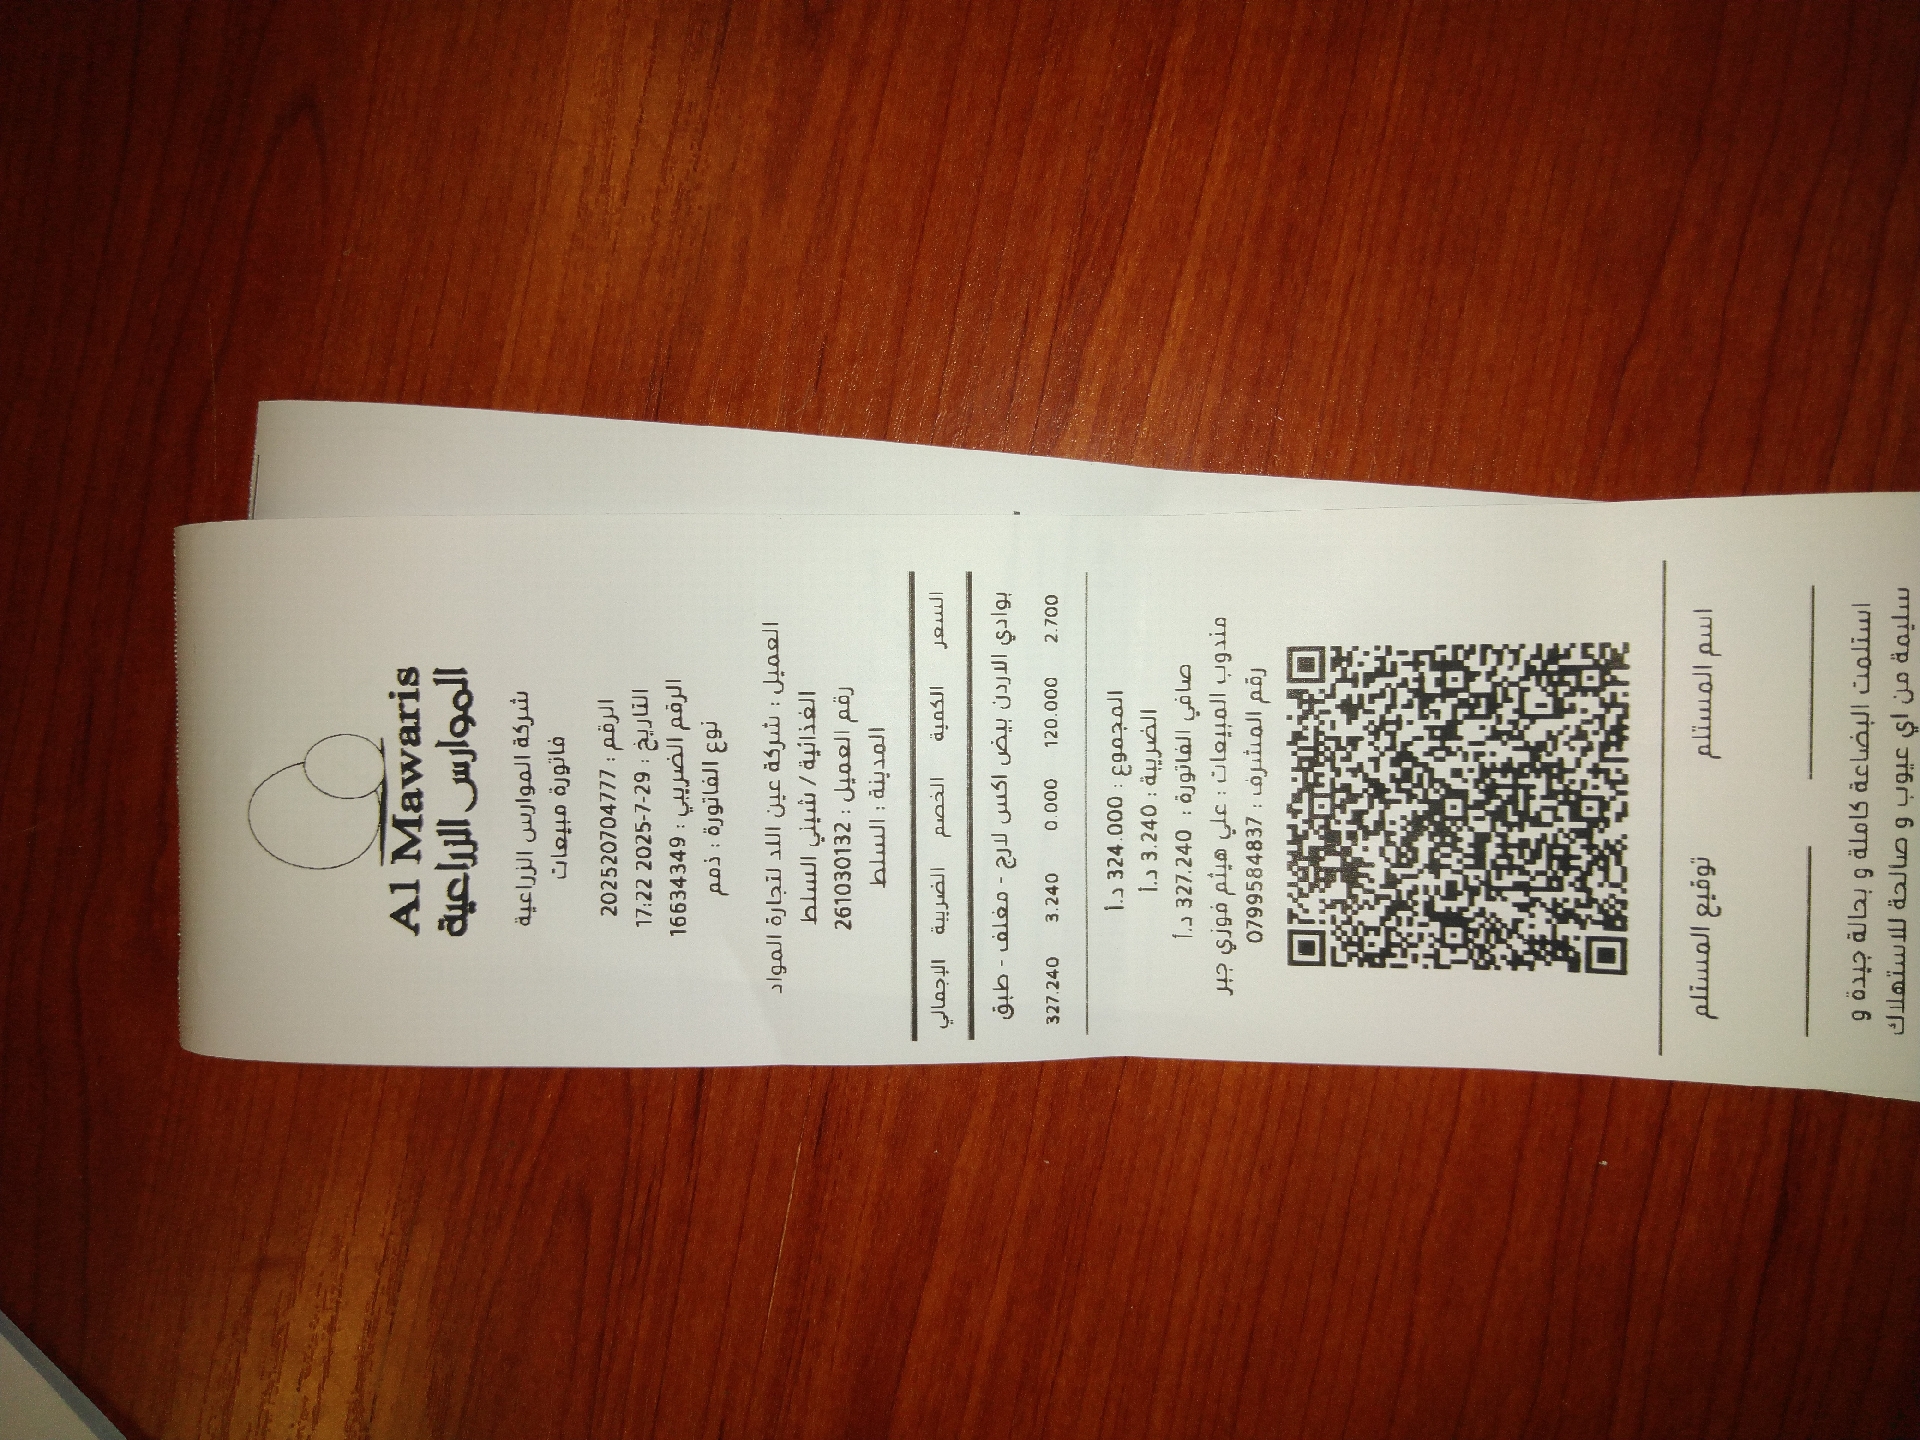 Al Mawaris
الموارس الزراعية
شركة الموارس الزراعية
فاتورة مبيعات
الرقم : 202520704777
التاريخ : 29-7-2025 17:22
الرقم الضريبي : 16634349
نوع الفاتورة : ذمم
العميل : شركة عين اللد لتجارة المواد
الغذائية / شيني السلط
رقم العميل : 261030132
المدينة : السلط
السعر الكمية الخصم الضريبة الإجمالي
بوادي الاردن بيض اكس لارج - مغلف - طبق
2.700 120.000 0.000 3.240 327.240
المجموع : 324.000 د.أ
الضريبة : 3.240 د.أ
صافي الفاتورة : 327.240 د.أ
مندوب المبيعات : علي هيثم فوزي جبر
رقم المشرف : 0799584837
اسم المستلم توقيع المستلم
استلمت البضاعة كاملة و بحالة جيدة و
سليمة من اي عيوب و صالحة للاستهلاك